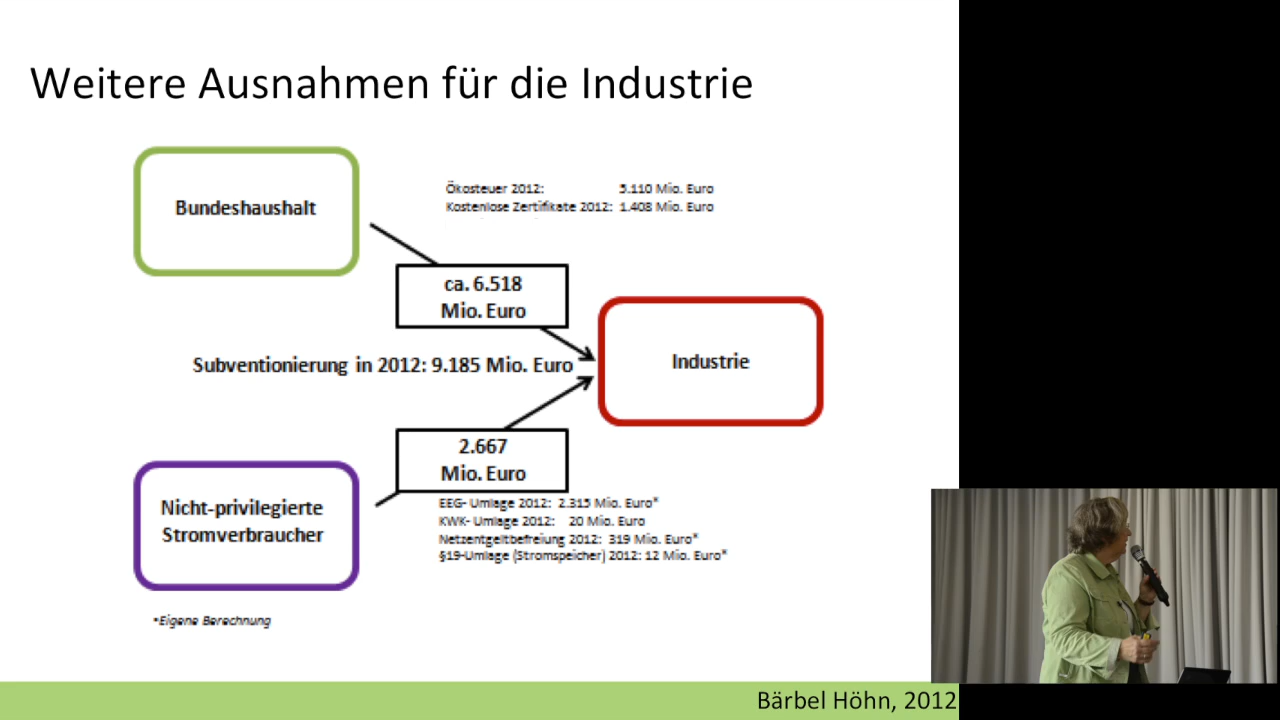 Weitere Ausnahmen für die Industrie
Bundeshaushalt
Ökosteuer 2012: 5.110 Mio. Euro
Kostenlose Zertifikate 2012: 1.408 Mio. Euro
ca. 6.518
Mio. Euro
Subventionierung in 2012: 9.185 Mio. Euro
Industrie
2.667
Mio. Euro
Nicht-privilegierte
Stromverbraucher
EEG- Umlage 2012: 2.315 Mio. Euro*
KWK- Umlage 2012: 20 Mio. Euro
Netzentgeltbefreiung 2012: 319 Mio. Euro*
§19-Umlage (Stromspeicher) 2012: 12 Mio. Euro*
*Eigene Berechnung
Bärbel Höhn, 2012